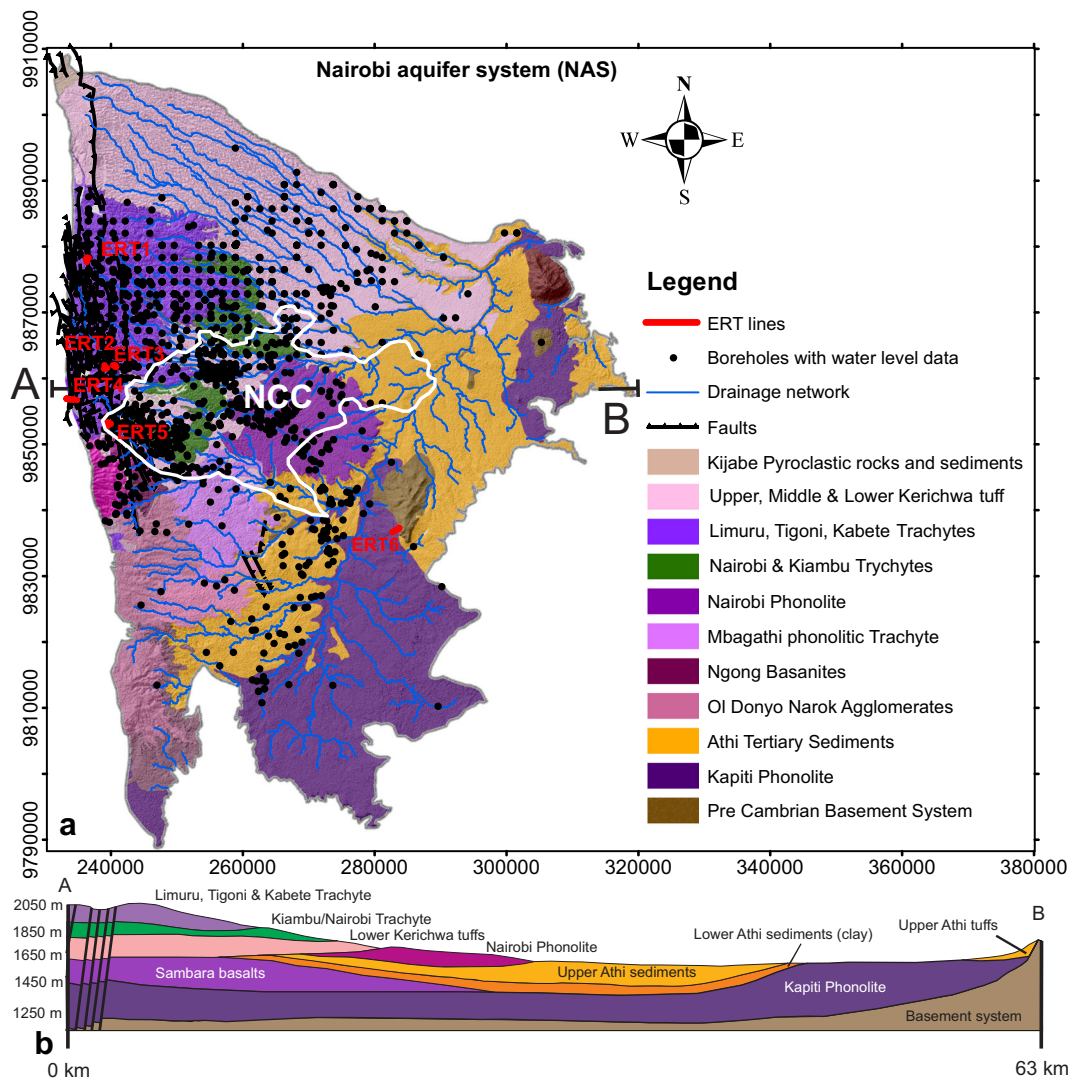 Nairobi aquifer system (NAS)
N
W
E
S
9910000
9890000
9870000
9850000
9830000
9810000
9790000
ERT1
ERT2
ERT3
ERT4
ERT5
ERT6
NCC
A
B
a
240000
260000
280000
300000
320000
340000
360000
380000
Legend
ERT lines
Boreholes with water level data
Drainage network
Faults
Kijabe Pyroclastic rocks and sediments
Upper, Middle & Lower Kerichwa tuff
Limuru, Tigoni, Kabete Trachytes
Nairobi & Kiambu Trychytes
Nairobi Phonolite
Mbagathi phonolitic Trachyte
Ngong Basanites
Ol Donyo Narok Agglomerates
Athi Tertiary Sediments
Kapiti Phonolite
Pre Cambrian Basement System
A
B
2050 m
1850 m
1650 m
1450 m
1250 m
Limuru, Tigoni & Kabete Trachyte
Kiambu/Nairobi Trachyte
Lower Kerichwa tuffs
Nairobi Phonolite
Lower Athi sediments (clay)
Upper Athi tuffs
Sambara basalts
Upper Athi sediments
Kapiti Phonolite
Basement system
b
0 km
63 km